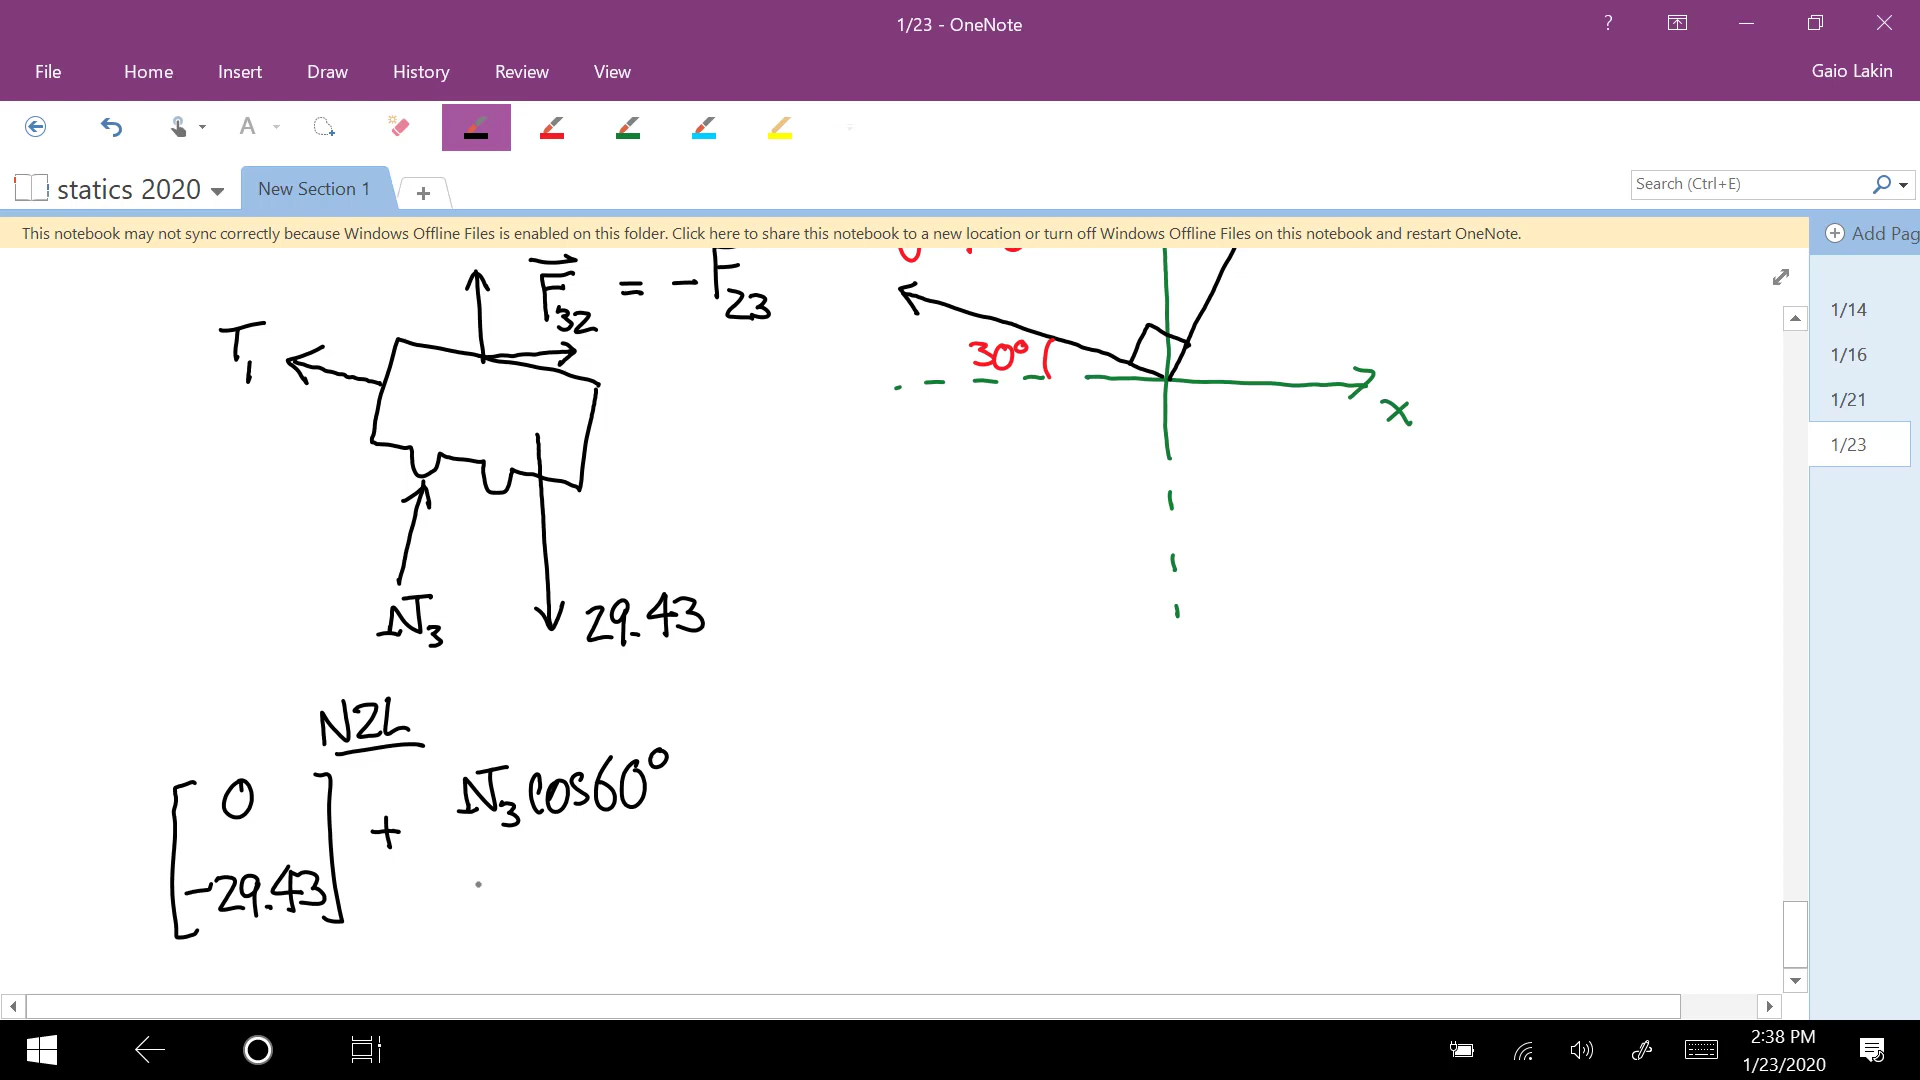 1/23 - OneNote
?
File Home Insert Draw History Review View
Gaio Lakin
A
statics 2020
New Section 1
+
Search (Ctrl+E)
This notebook may not sync correctly because Windows Offline Files is enabled on this folder. Click here to share this notebook to a new location or turn off Windows Offline Files on this notebook and restart OneNote.
Add Pag
1/14
1/16
1/21
1/23
F32 = -F23
T1
30°
x
N3
29.43
N2L
[0 -29.43] + N3 cos60°
2:38 PM
1/23/2020